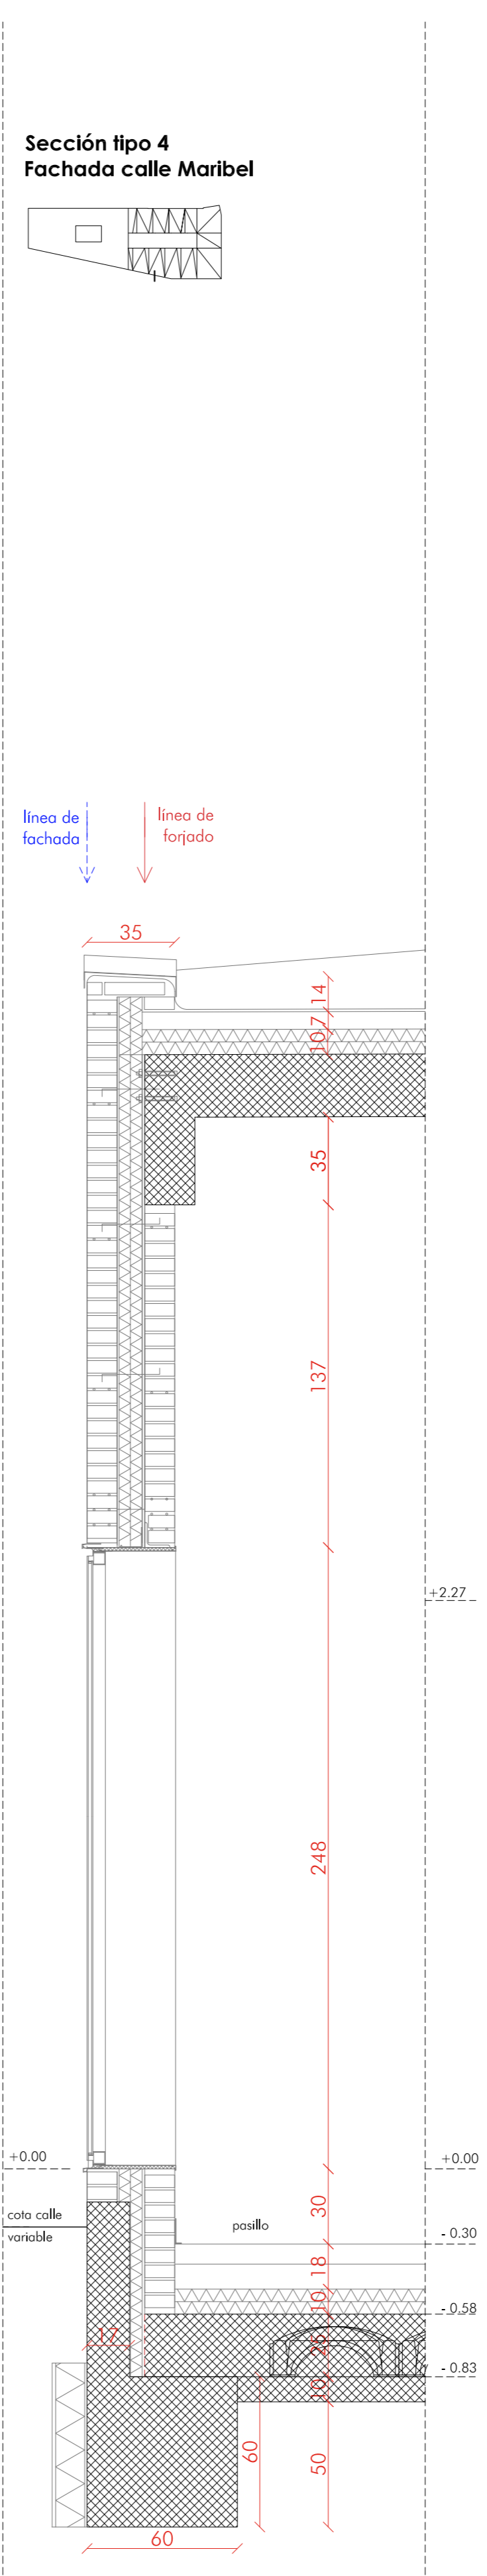 Sección tipo 4
Fachada calle Maribel
línea de
fachada
línea de
forjado
35
14
7
10
35
137
+2.27
248
+0.00
+0.00
cota calle
variable
30
pasillo
- 0.30
18
10
- 0.58
17
25
- 0.83
10
60
50
60